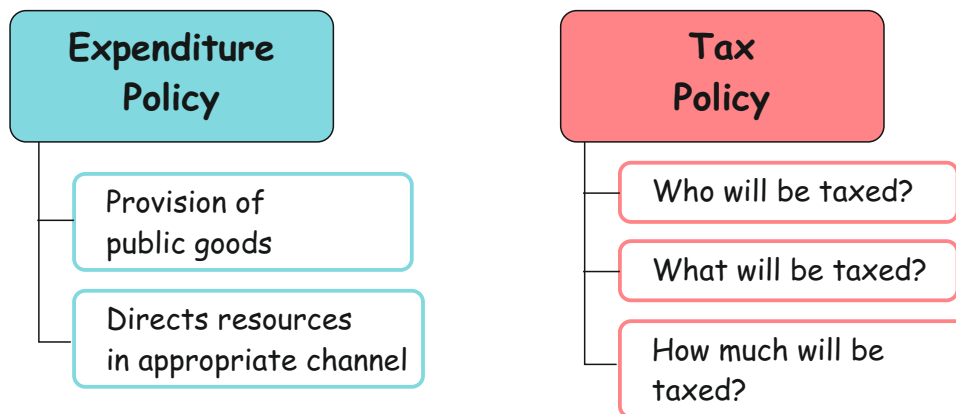 Expenditure
Policy
Provision of
public goods
Directs resources
in appropriate channel
Tax
Policy
Who will be taxed?
What will be taxed?
How much will be
taxed?